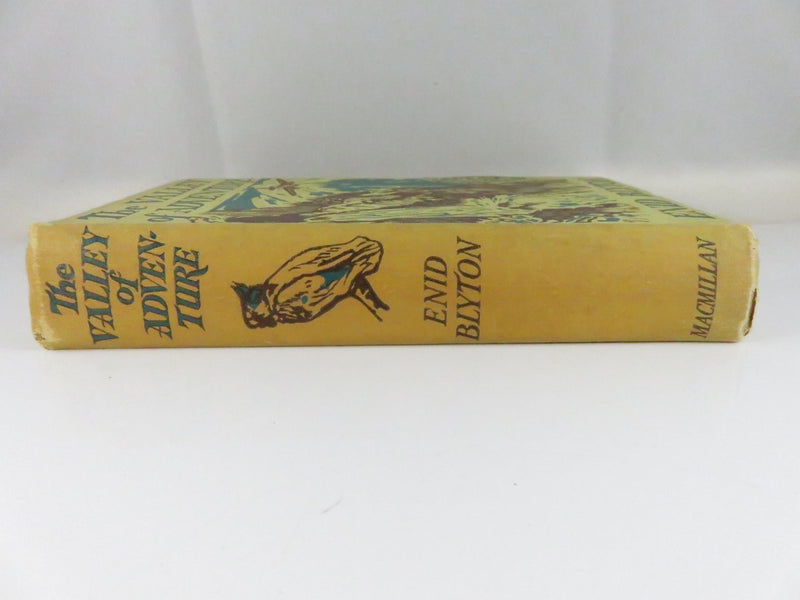 The
VALLEY
of
ADVEN-
TURE
ENID
BLYTON
MACMILLAN